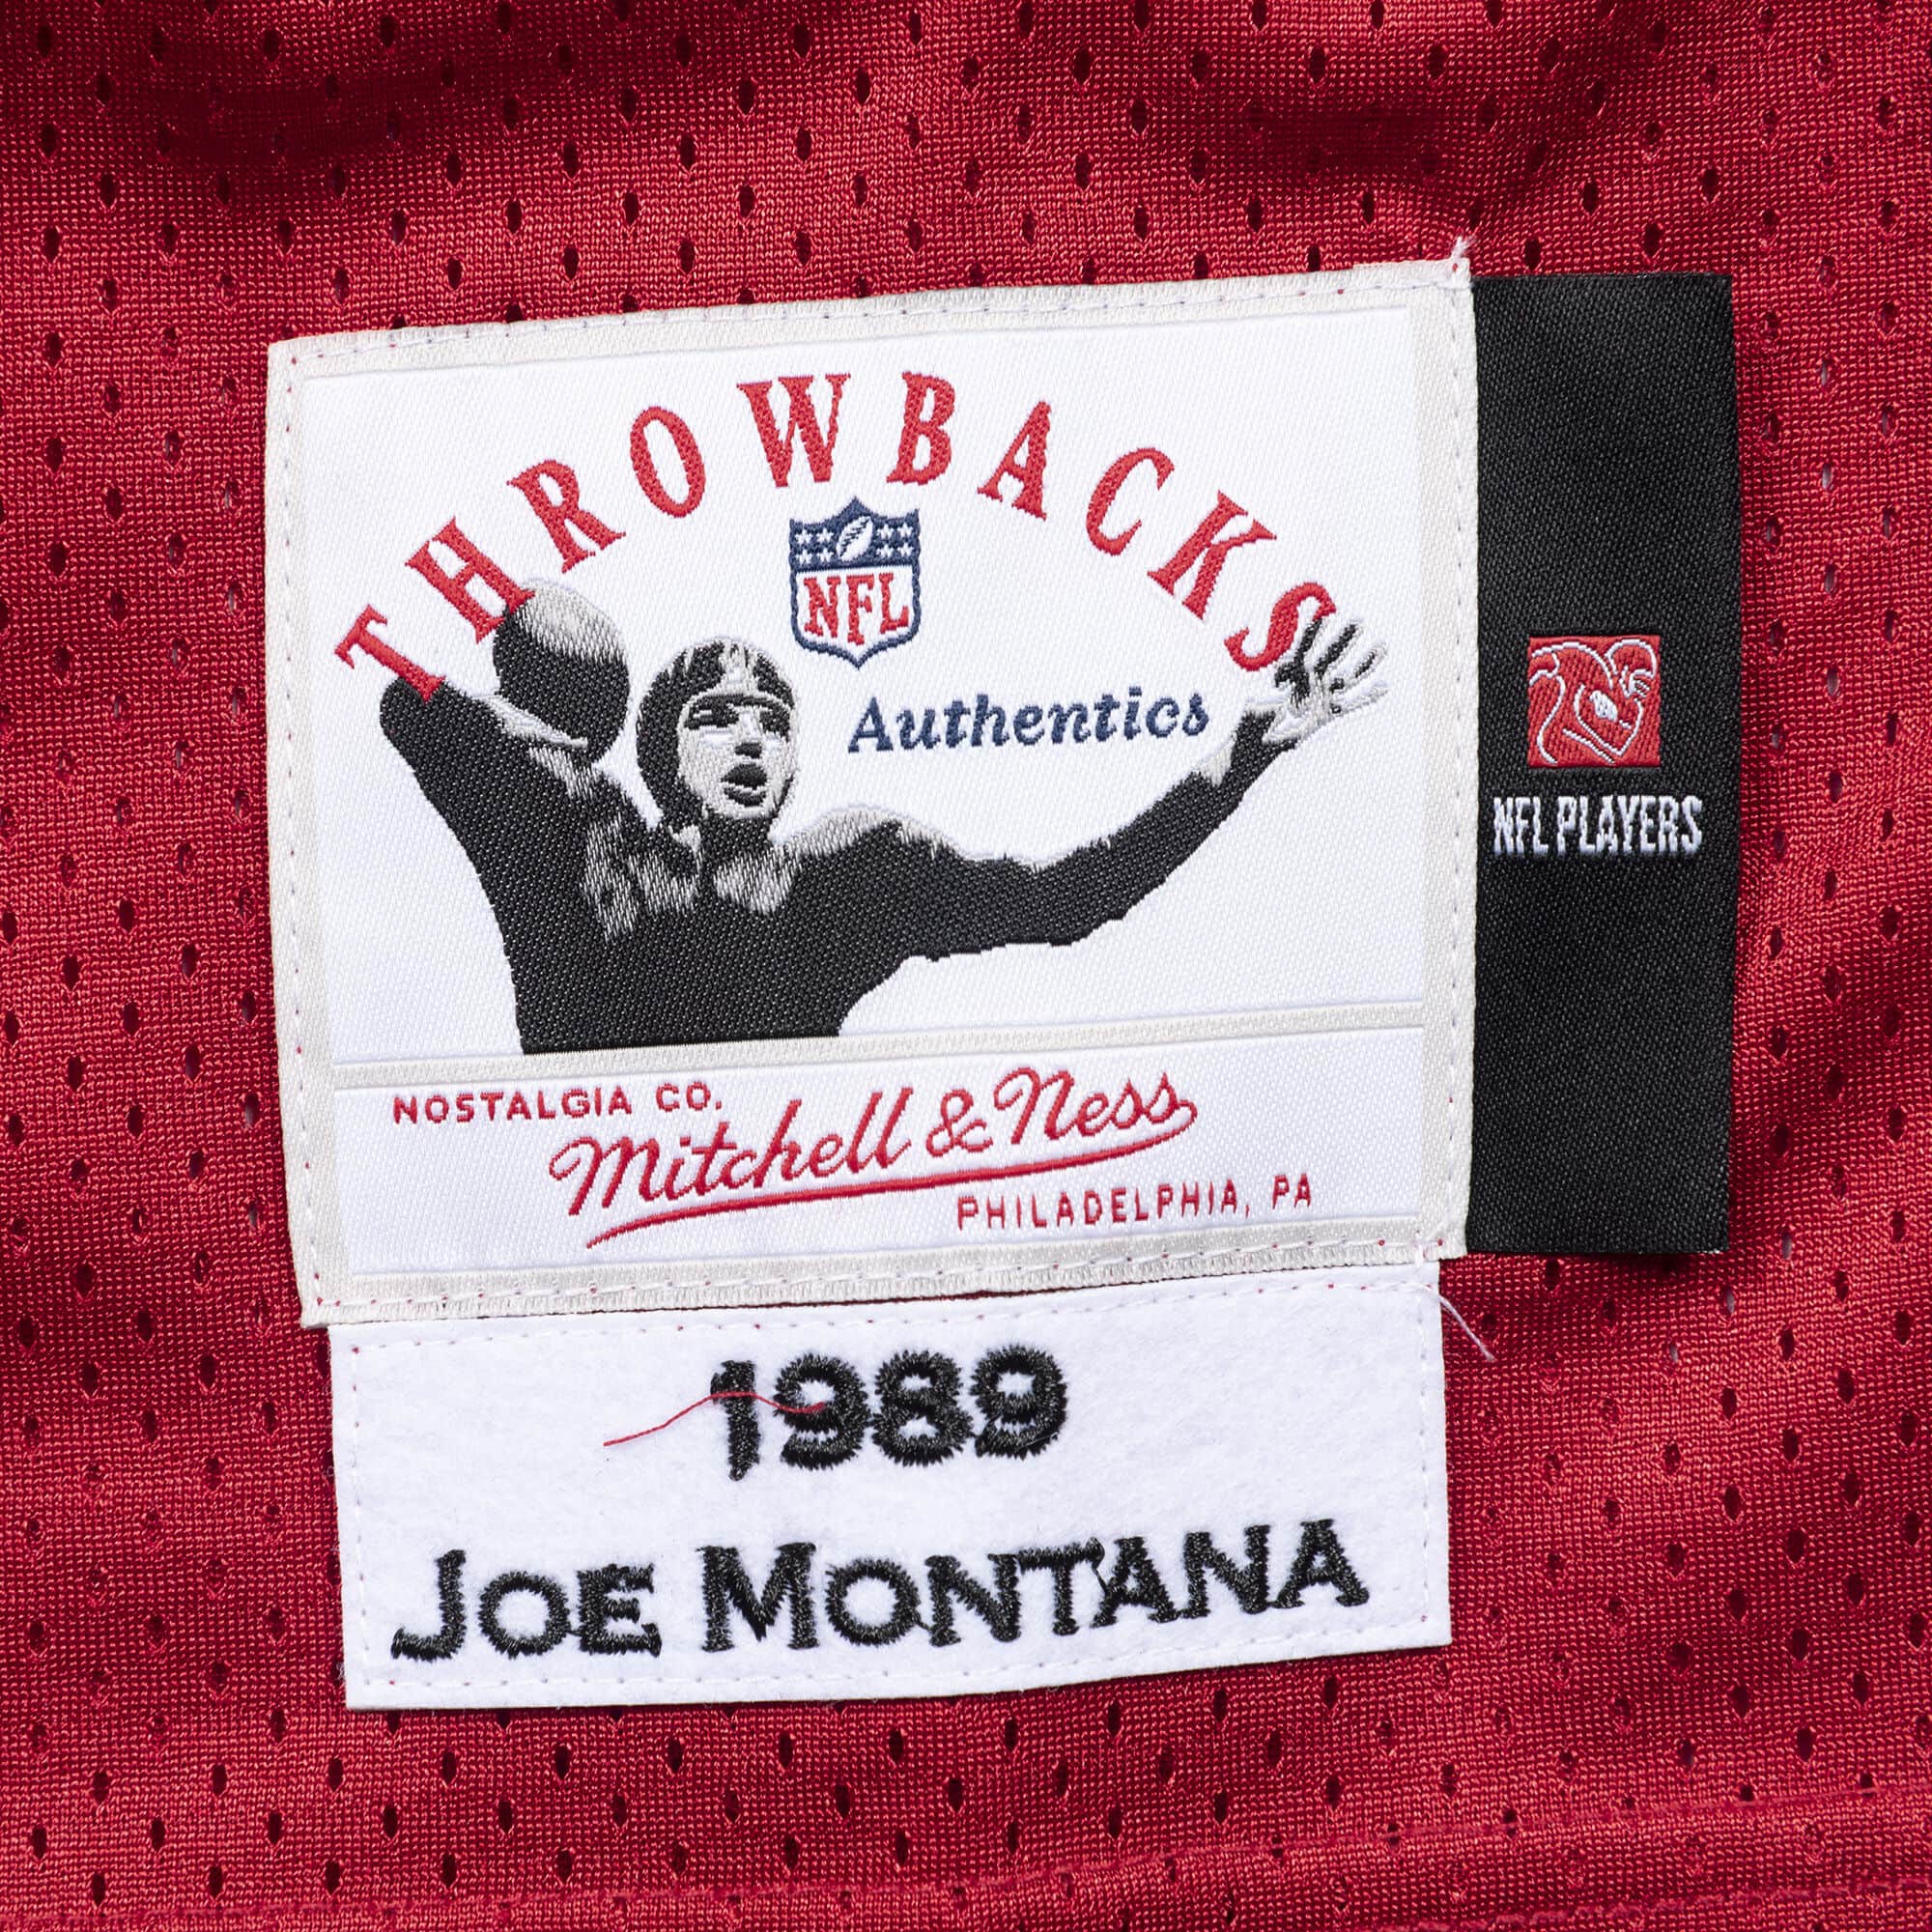 THROWBACKS
NFL
Authentics
NFL PLAYERS
NOSTALGIA CO.
Mitchell & Ness
PHILADELPHIA, PA
1989
JOE MONTANA